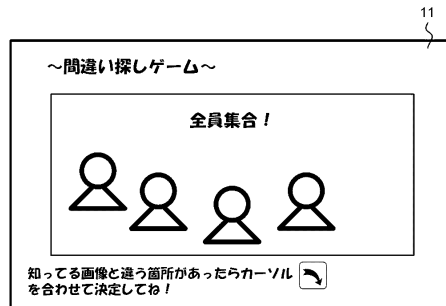 11
～間違い探しゲーム～
全員集合！
知ってる画像と違う箇所があったらカーソル
を合わせて決定してね！